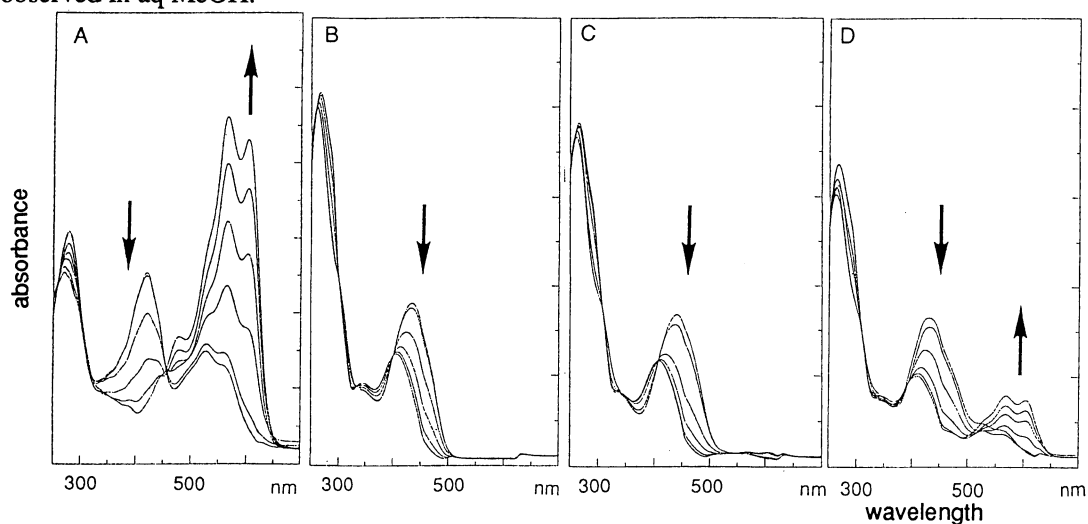 observed in aq MeOH.
A
B
C
D
absorbance
300 500 nm
300 500 nm
300 500 nm
300 500 nm
wavelength